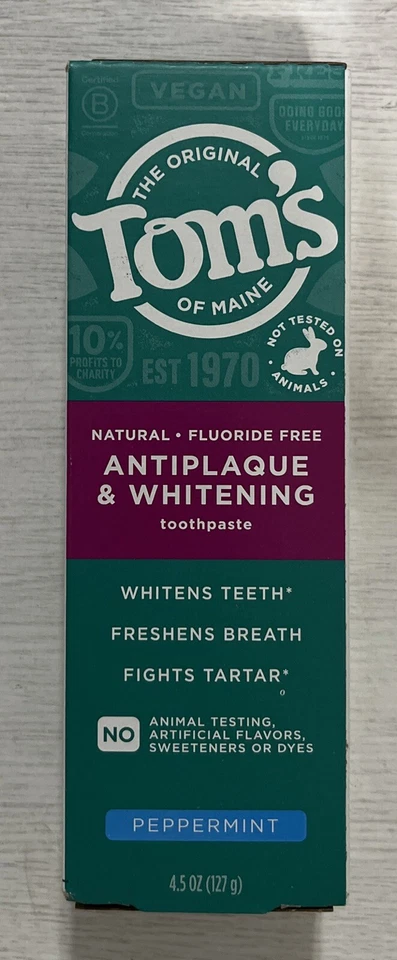 Certified
B
VEGAN
DOING GOOD
EVERYDAY
THE ORIGINAL
Tom's
OF MAINE
10%
PROFITS TO
CHARITY
EST 1970
NOT TESTED ON
ANIMALS
NATURAL • FLUORIDE FREE
ANTIPLAQUE
& WHITENING
toothpaste
WHITENS TEETH*
FRESHENS BREATH
FIGHTS TARTAR*
NO ANIMAL TESTING,
ARTIFICIAL FLAVORS,
SWEETENERS OR DYES
PEPPERMINT
4.5 OZ (127 g)